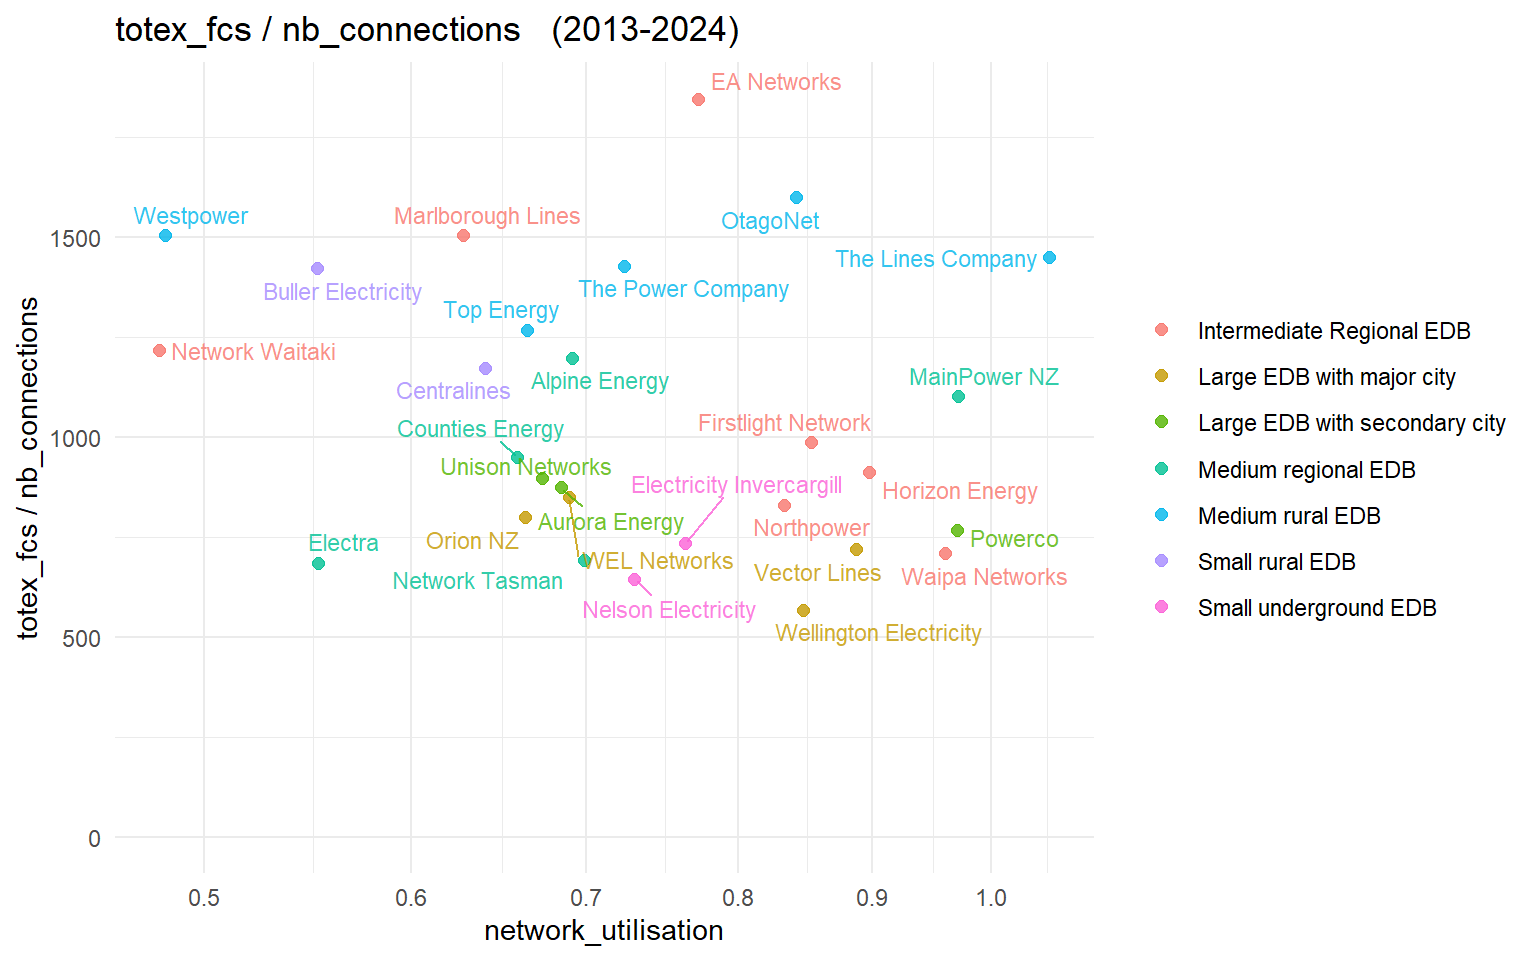 totex_fcs / nb_connections   (2013-2024)
EA Networks
Westpower
Marlborough Lines
OtagoNet
1500
The Lines Company
Buller Electricity
The Power Company
Top Energy
Network Waitaki
Alpine Energy
Centralines
MainPower NZ
Counties Energy
Firstlight Network
1000
Unison Networks
Electricity Invercargill
Horizon Energy
Aurora Energy
Northpower
Orion NZ
Powerco
Electra
WEL Networks
Vector Lines
Waipa Networks
Network Tasman
Nelson Electricity
Wellington Electricity
500
0
totex_fcs / nb_connections
0.5 0.6 0.7 0.8 0.9 1.0
network_utilisation
Intermediate Regional EDB
Large EDB with major city
Large EDB with secondary city
Medium regional EDB
Medium rural EDB
Small rural EDB
Small underground EDB